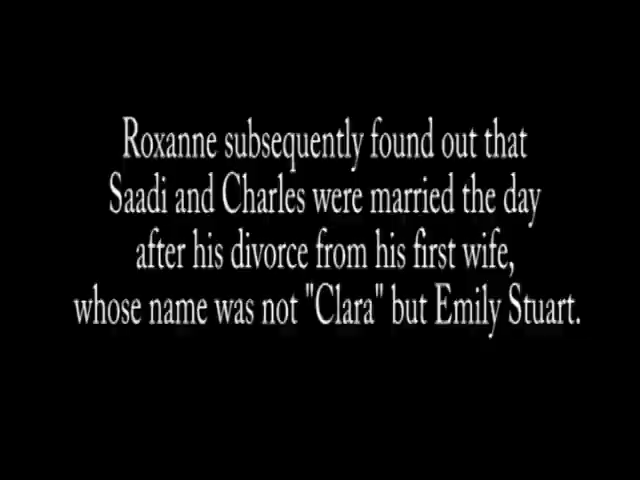 Roxanne subsequently found out that
Saadi and Charles were married the day
after his divorce from his first wife,
whose name was not "Clara" but Emily Stuart.